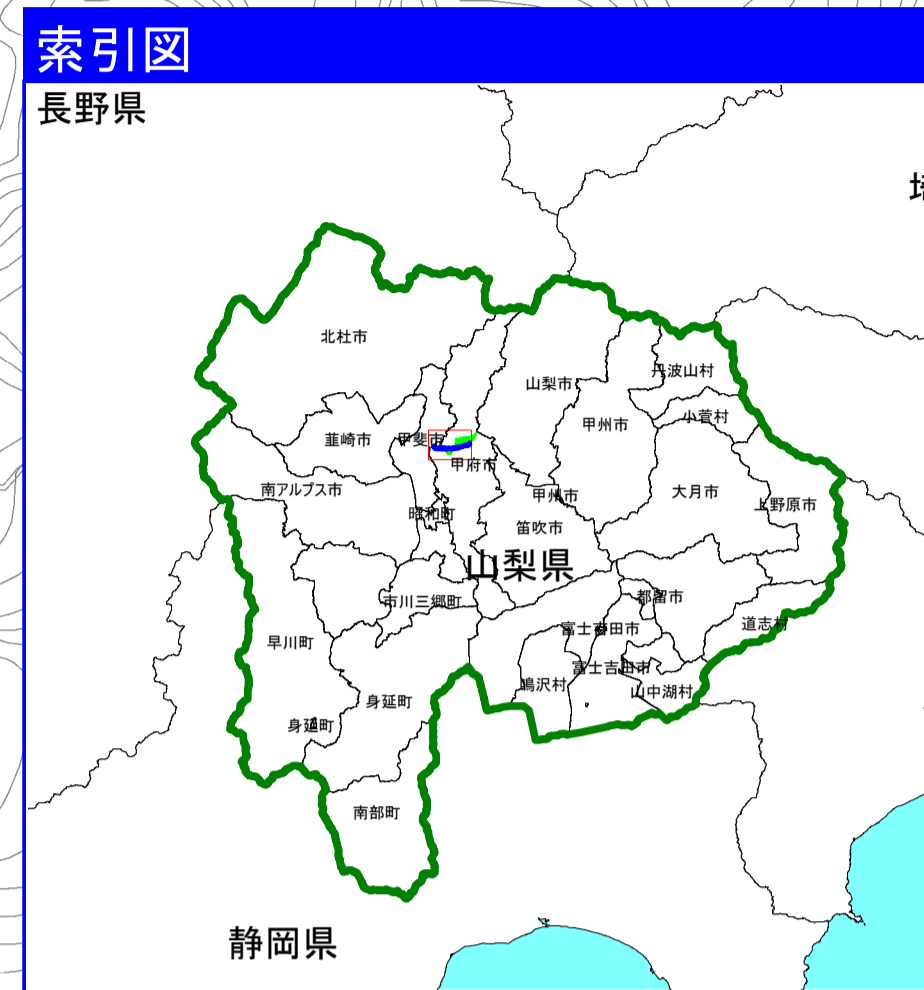 索引図
長野県
埼
北杜市
丹波山村
山梨市
小菅村
甲州市
韮崎市
甲斐市
甲府市
南アルプス市
甲州市
大月市
上野原市
昭和町
笛吹市
山梨県
市川三郷町
都留市
道志村
富士吉田市
早川町
富士吉田市
鳴沢村
山中湖村
身延町
身延町
南部町
静岡県